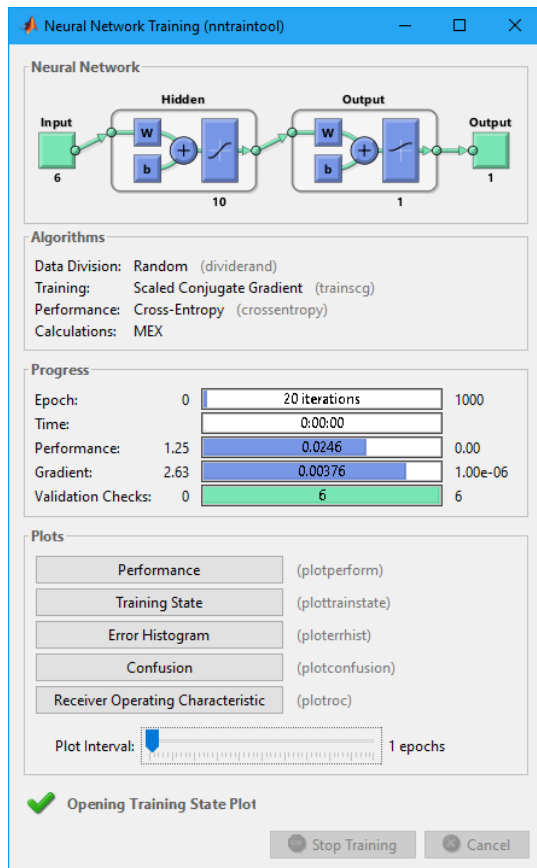 Neural Network Training (nntraintool)
Neural Network
Hidden Output
Input Output
W W
b b
6 10 1 1
Algorithms
Data Division: Random (dividerand)
Training: Scaled Conjugate Gradient (trainscg)
Performance: Cross-Entropy (crossentropy)
Calculations: MEX
Progress
Epoch: 0 20 iterations 1000
Time: 0:00:00
Performance: 1.25 0.0246 0.00
Gradient: 2.63 0.00376 1.00e-06
Validation Checks: 0 6 6
Plots
Performance (plotperform)
Training State (plottrainstate)
Error Histogram (ploterrhist)
Confusion (plotconfusion)
Receiver Operating Characteristic (plotroc)
Plot Interval: 1 epochs
Opening Training State Plot
Stop Training Cancel